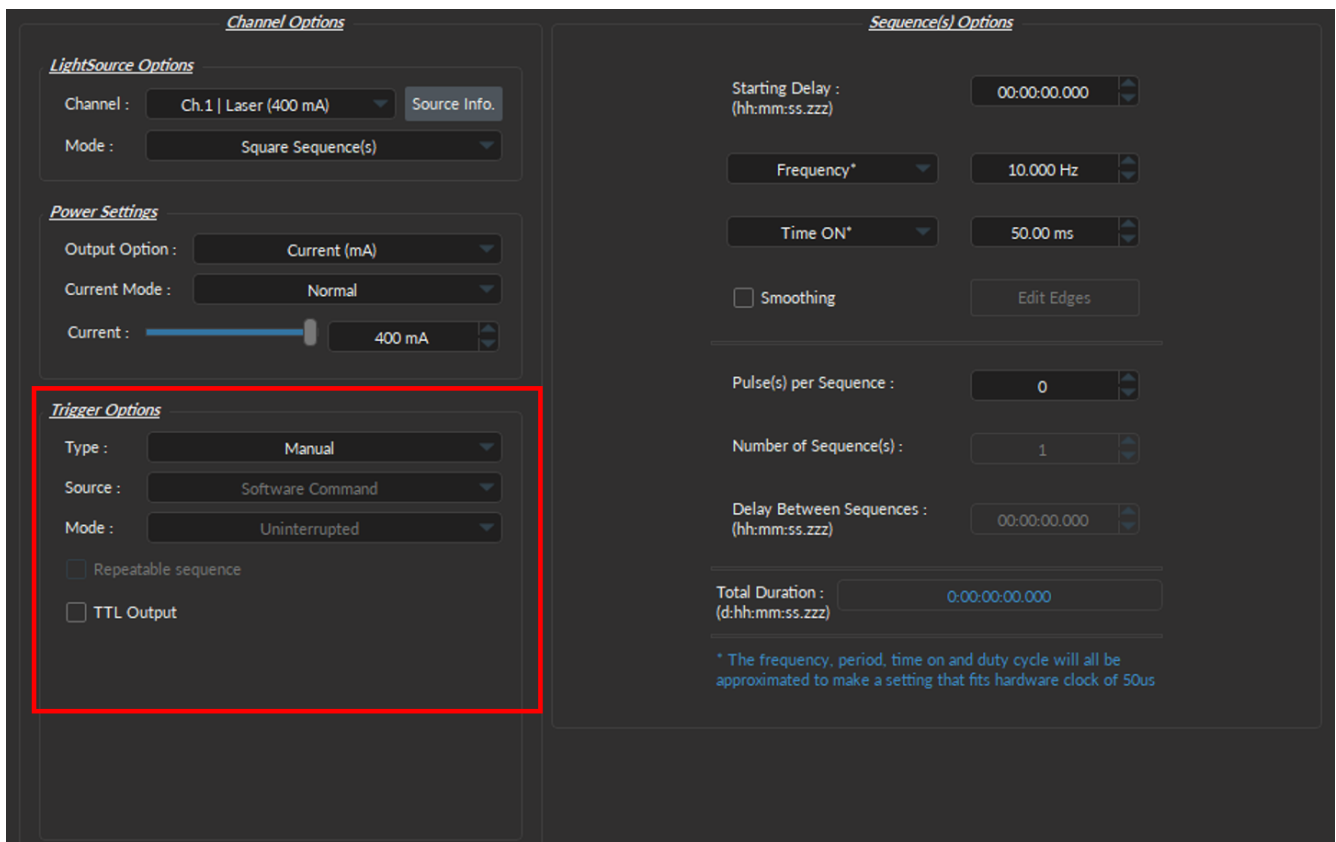 Channel Options
LightSource Options
Channel :
Ch.1 | Laser (400 mA)
Source Info.
Mode :
Square Sequence(s)
Power Settings
Output Option :
Current (mA)
Current Mode :
Normal
Current :
400 mA
Trigger Options
Type :
Manual
Source :
Software Command
Mode :
Uninterrupted
Repeatable sequence
TTL Output
Sequence(s) Options
Starting Delay :
(hh:mm:ss.zzz)
00:00:00.000
Frequency*
10.000 Hz
Time ON*
50.00 ms
Smoothing
Edit Edges
Pulse(s) per Sequence :
0
Number of Sequence(s) :
1
Delay Between Sequences :
(hh:mm:ss.zzz)
00:00:00.000
Total Duration :
(d:hh:mm:ss.zzz)
0:00:00:00.000
* The frequency, period, time on and duty cycle will all be
approximated to make a setting that fits hardware clock of 50us